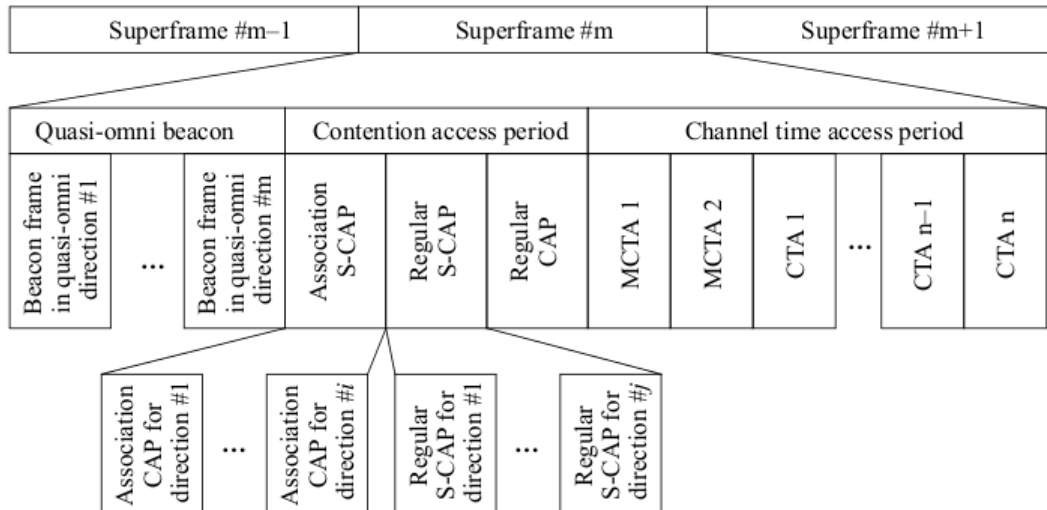 Superframe #m–1
Superframe #m
Superframe #m+1
Quasi-omni beacon
Contention access period
Channel time access period
Beacon frame
in quasi-omni
direction #1
...
Beacon frame
in quasi-omni
direction #m
Association
S-CAP
Regular
S-CAP
Regular
CAP
MCTA 1
MCTA 2
CTA 1
...
CTA n–1
CTA n
Association
CAP for
direction #1
...
Association
CAP for
direction #i
Regular
S-CAP for
direction #1
...
Regular
S-CAP for
direction #j